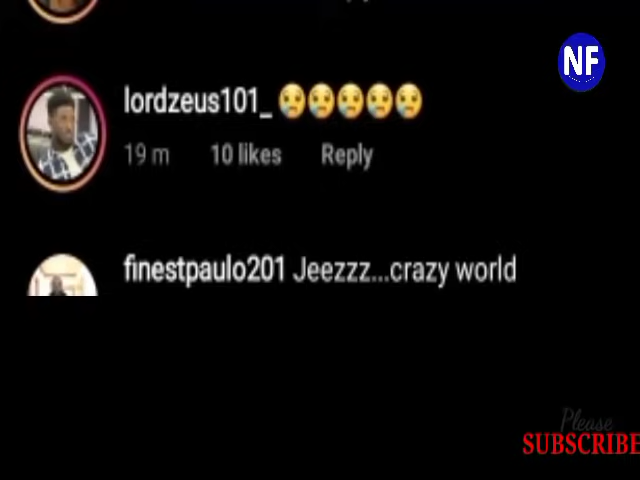 NF
lordzeus101_ 😢😢😢😢😢
19 m 10 likes Reply
finestpaulo201 Jeezzz...crazy world
Please
SUBSCRIBE